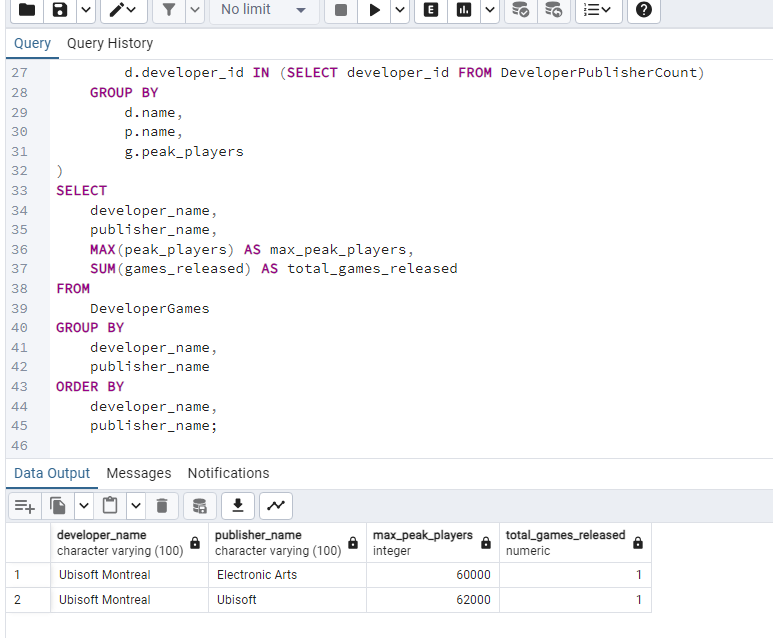 No limit
E
Query Query History
27 d.developer_id IN (SELECT developer_id FROM DeveloperPublisherCount)
28 GROUP BY
29 d.name,
30 p.name,
31 g.peak_players
32 )
33 SELECT
34 developer_name,
35 publisher_name,
36 MAX(peak_players) AS max_peak_players,
37 SUM(games_released) AS total_games_released
38 FROM
39 DeveloperGames
40 GROUP BY
41 developer_name,
42 publisher_name
43 ORDER BY
44 developer_name,
45 publisher_name;
46
Data Output Messages Notifications
developer_name publisher_name max_peak_players total_games_released
character varying (100) character varying (100) integer numeric
1 Ubisoft Montreal Electronic Arts 60000 1
2 Ubisoft Montreal Ubisoft 62000 1